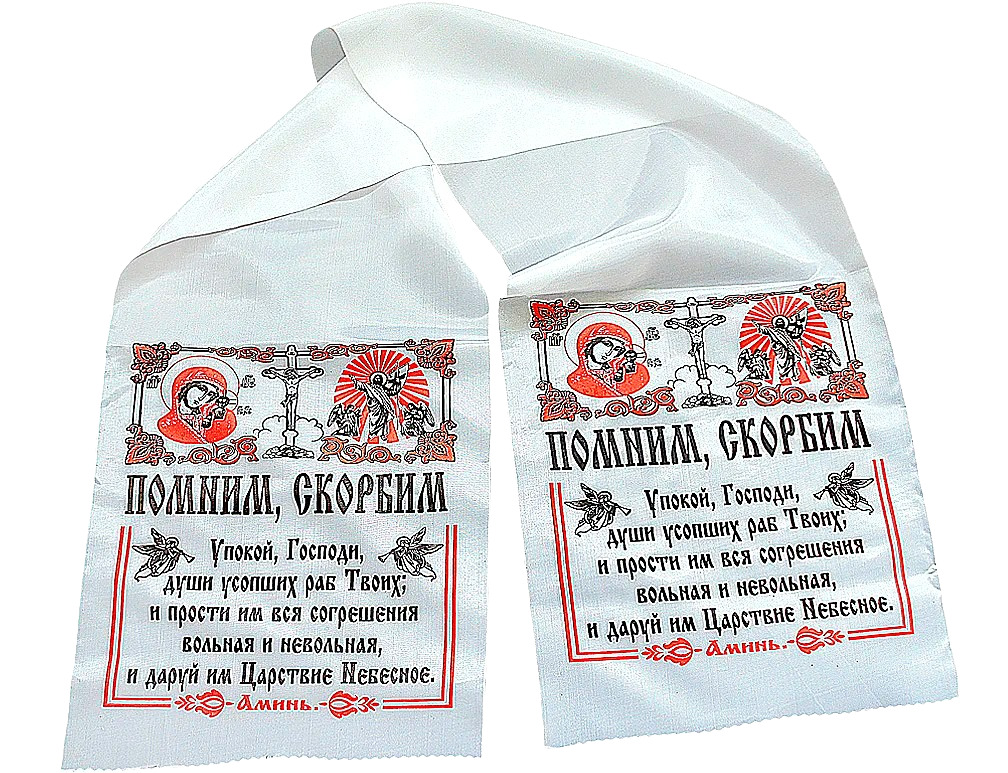 ПОМНИМ, СКОРБИМ
Упокой, Господи,
души усопших раб Твоих;
и прости им вся согрешения
вольная и невольная,
и даруй им Царствие Небесное.
Аминь.
ПОМНИМ, СКОРБИМ
Упокой, Господи,
души усопших раб Твоих;
и прости им вся согрешения
вольная и невольная,
и даруй им Царствие Небесное.
Аминь.